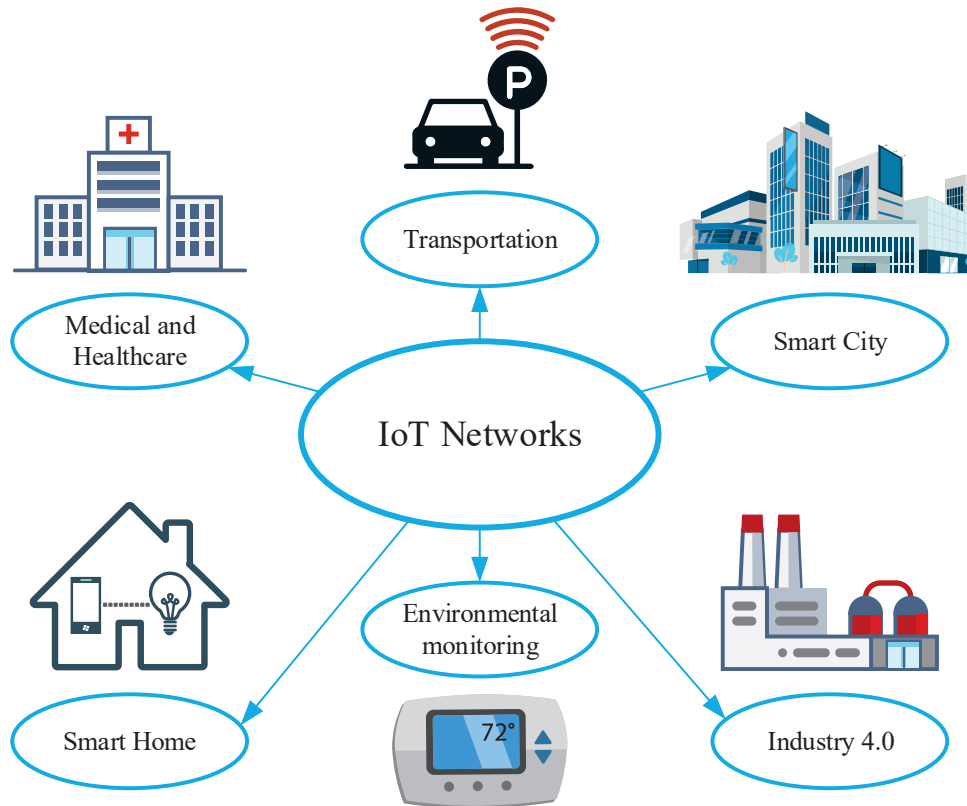 P
Transportation
Medical and
Healthcare
Smart City
IoT Networks
Environmental
monitoring
72°
Smart Home
Industry 4.0